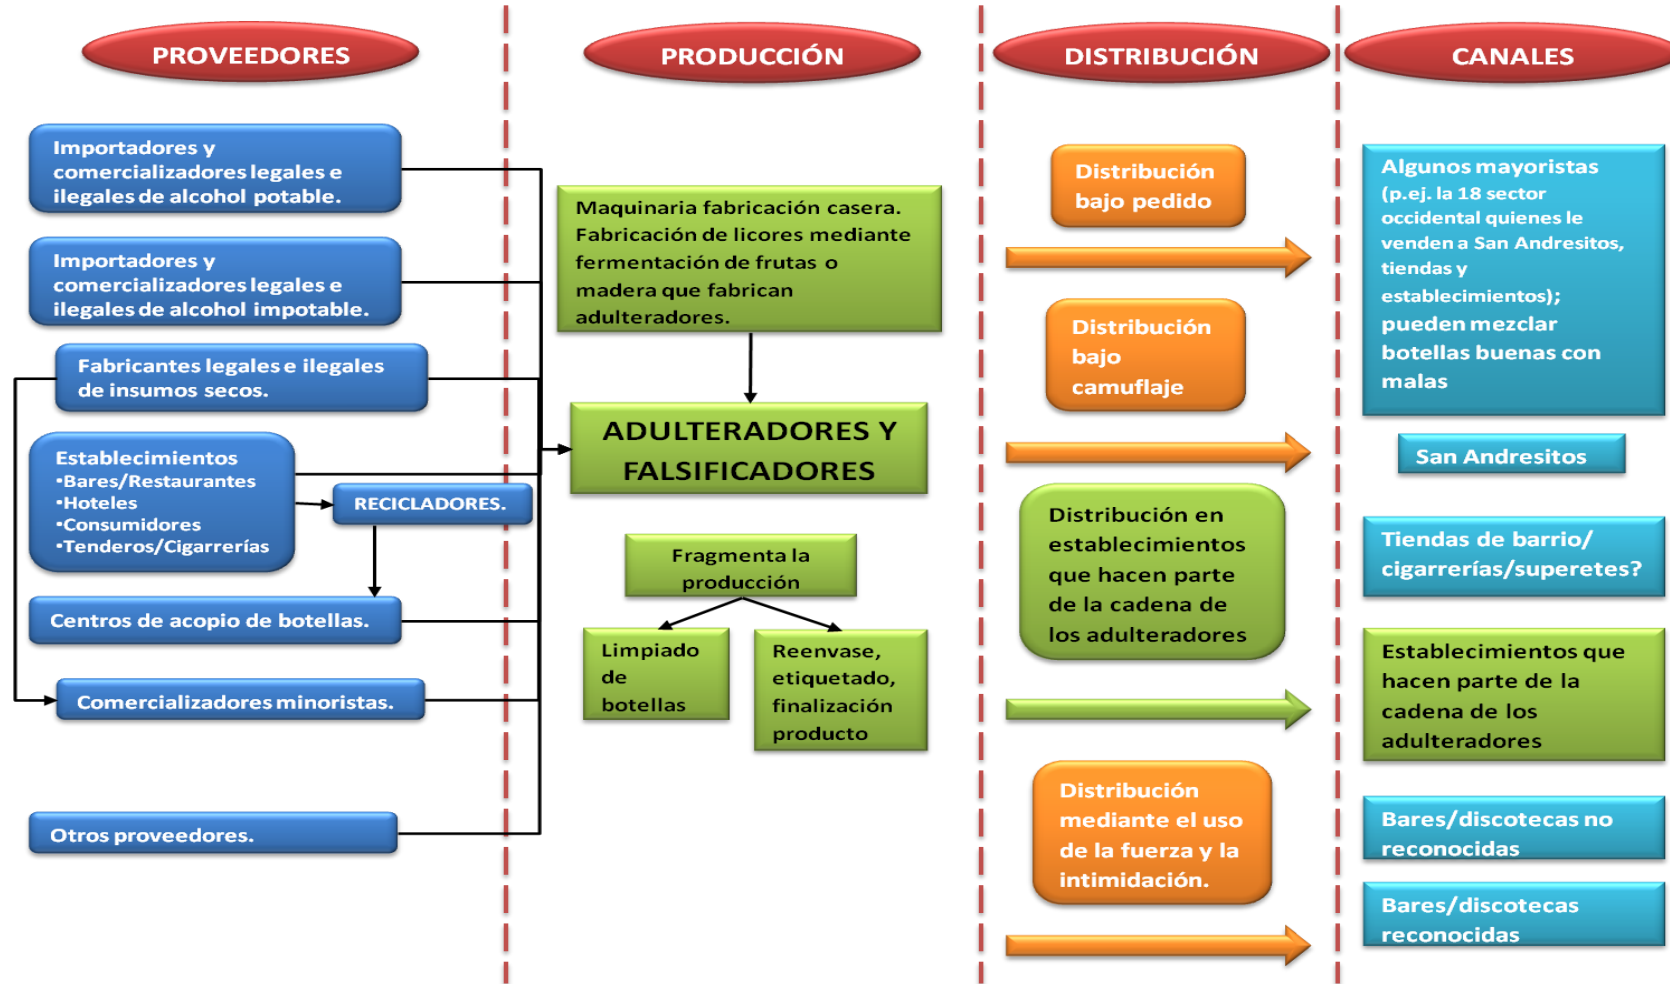 PROVEEDORES
Importadores y
comercializadores legales e
ilegales de alcohol potable.
Importadores y
comercializadores legales e
ilegales de alcohol impotable.
Fabricantes legales e ilegales
de insumos secos.
Establecimientos
•Bares/Restaurantes
•Hoteles
•Consumidores
•Tenderos/Cigarrerías
RECICLADORES.
Centros de acopio de botellas.
Comercializadores minoristas.
Otros proveedores.
PRODUCCIÓN
Maquinaria fabricación casera.
Fabricación de licores mediante
fermentación de frutas o
madera que fabrican
adulteradores.
ADULTERADORES Y
FALSIFICADORES
Fragmenta la
producción
Limpiado
de
botellas
Reenvase,
etiquetado,
finalización
producto
DISTRIBUCIÓN
Distribución
bajo pedido
Distribución
bajo
camuflaje
Distribución en
establecimientos
que hacen parte
de la cadena de
los adulteradores
Distribución
mediante el uso
de la fuerza y la
intimidación.
CANALES
Algunos mayoristas
(p.ej. la 18 sector
occidental quienes le
venden a San Andresitos,
tiendas y
establecimientos);
pueden mezclar
botellas buenas con
malas
San Andresitos
Tiendas de barrio/
cigarrerías/superetes?
Establecimientos que
hacen parte de la
cadena de los
adulteradores
Bares/discotecas no
reconocidas
Bares/discotecas
reconocidas